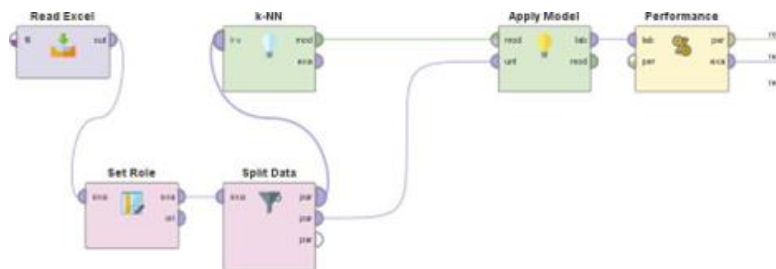 Read Excel
out
k-NN
tra
mod
exa
Apply Model
mod
lab
unl
mod
Performance
lab
per
per
exa
Set Role
exa
exa
ori
Split Data
exa
par
par
par